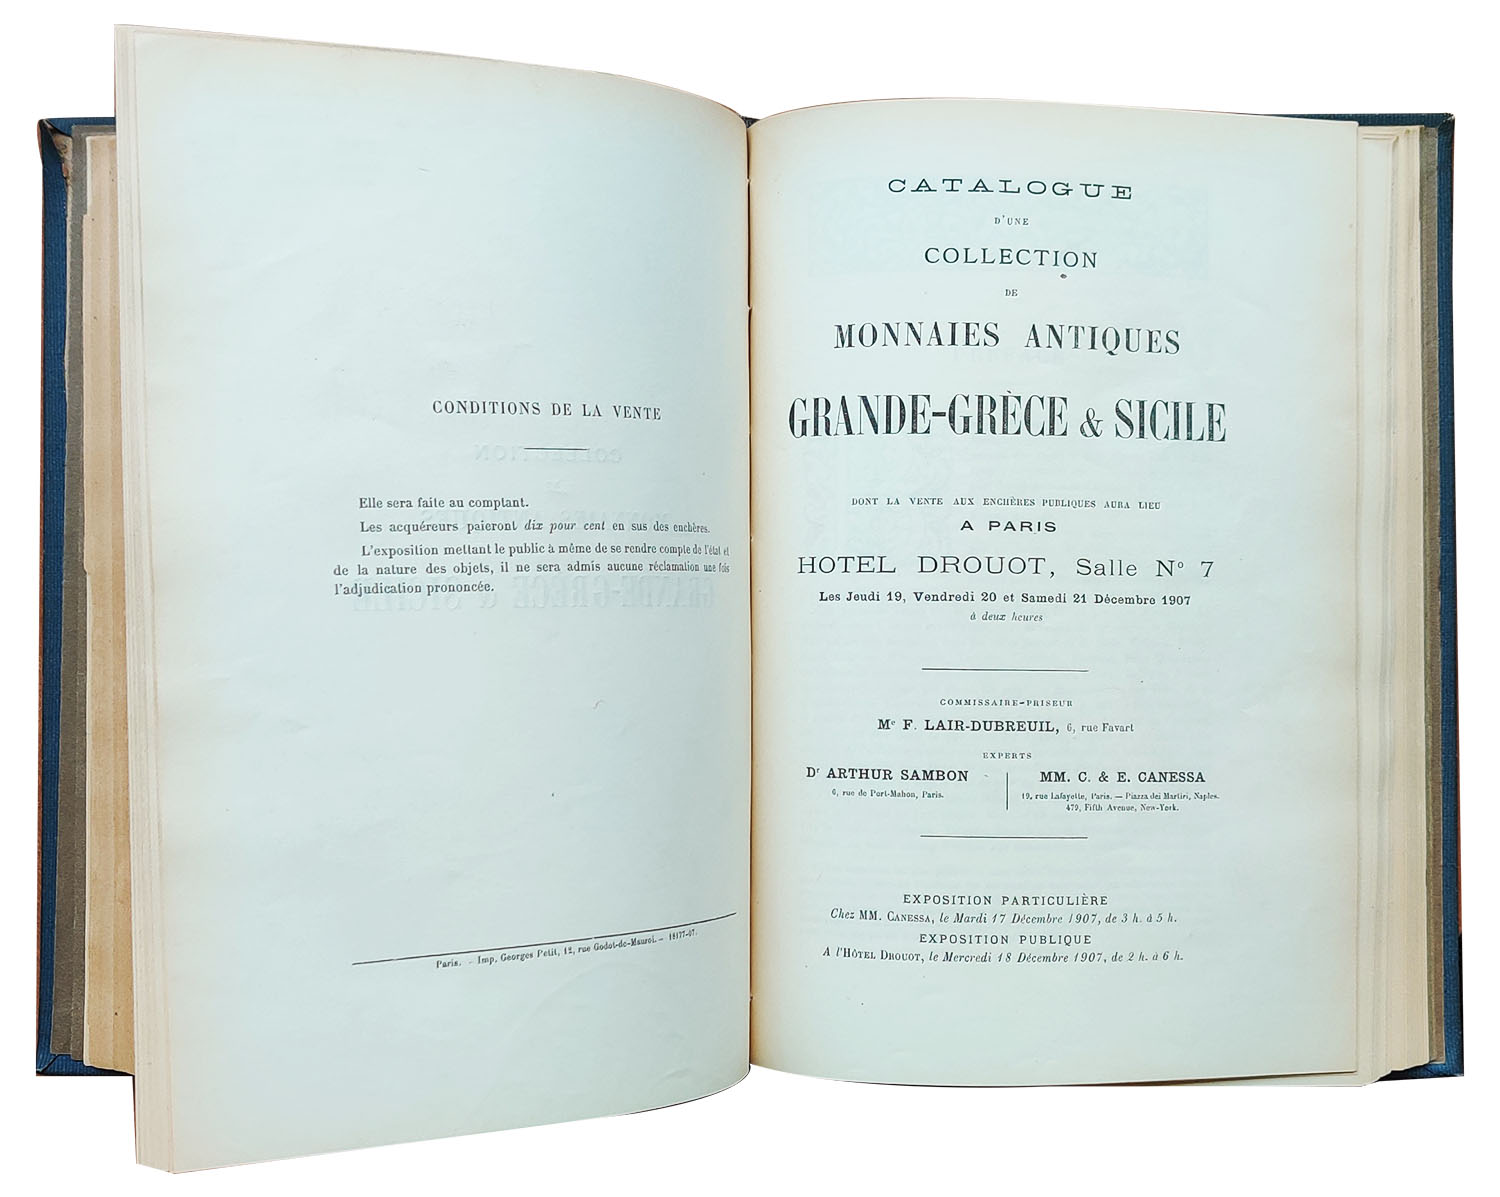 CONDITIONS DE LA VENTE
Elle sera faite au comptant.
Les acquéreurs paieront dix pour cent en sus des enchères.
L'exposition mettant le public à même de se rendre compte de l'état et
de la nature des objets, il ne sera admis aucune réclamation une fois
l'adjudication prononcée.
Paris. - Imp. Georges Petit, 12, rue Godot-de-Mauroi. - 18177-07.
CATALOGUE
D'UNE
COLLECTION
DE
MONNAIES ANTIQUES
GRANDE-GRÈCE & SICILE
DONT LA VENTE AUX ENCHÈRES PUBLIQUES AURA LIEU
A PARIS
HOTEL DROUOT, Salle No 7
Les Jeudi 19, Vendredi 20 et Samedi 21 Décembre 1907
à deux heures
COMMISSAIRE-PRISEUR
Me F. LAIR-DUBREUIL, 6, rue Favart
EXPERTS
Dr ARTHUR SAMBON
6, rue de Port-Mahon, Paris.
MM. C. & E. CANESSA
19, rue Lafayette, Paris. — Piazza dei Martiri, Naples.
479, Fifth Avenue, New-York.
EXPOSITION PARTICULIÈRE
Chez MM. CANESSA, le Mardi 17 Décembre 1907, de 3 h. à 5 h.
EXPOSITION PUBLIQUE
A l'HÔTEL DROUOT, le Mercredi 18 Décembre 1907, de 2 h. à 6 h.